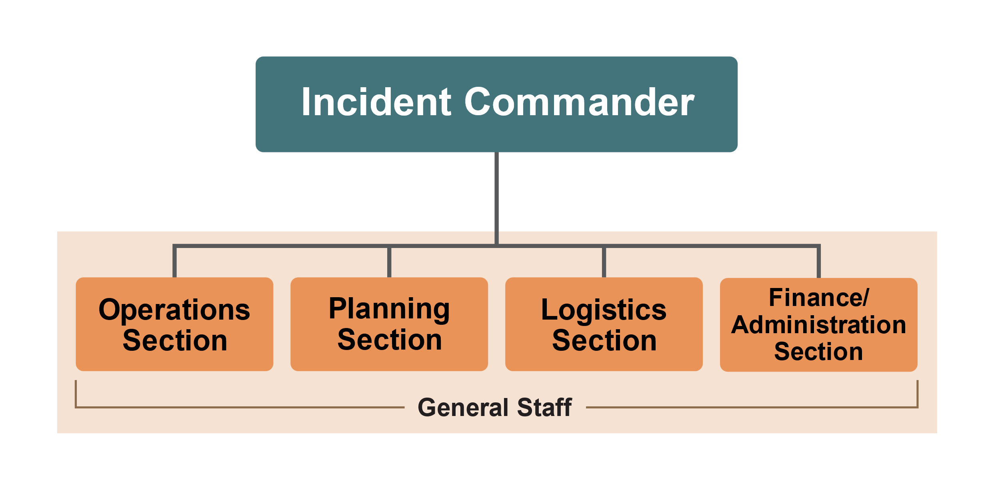 Incident Commander
Operations
Section
Planning
Section
Logistics
Section
Finance/
Administration
Section
General Staff